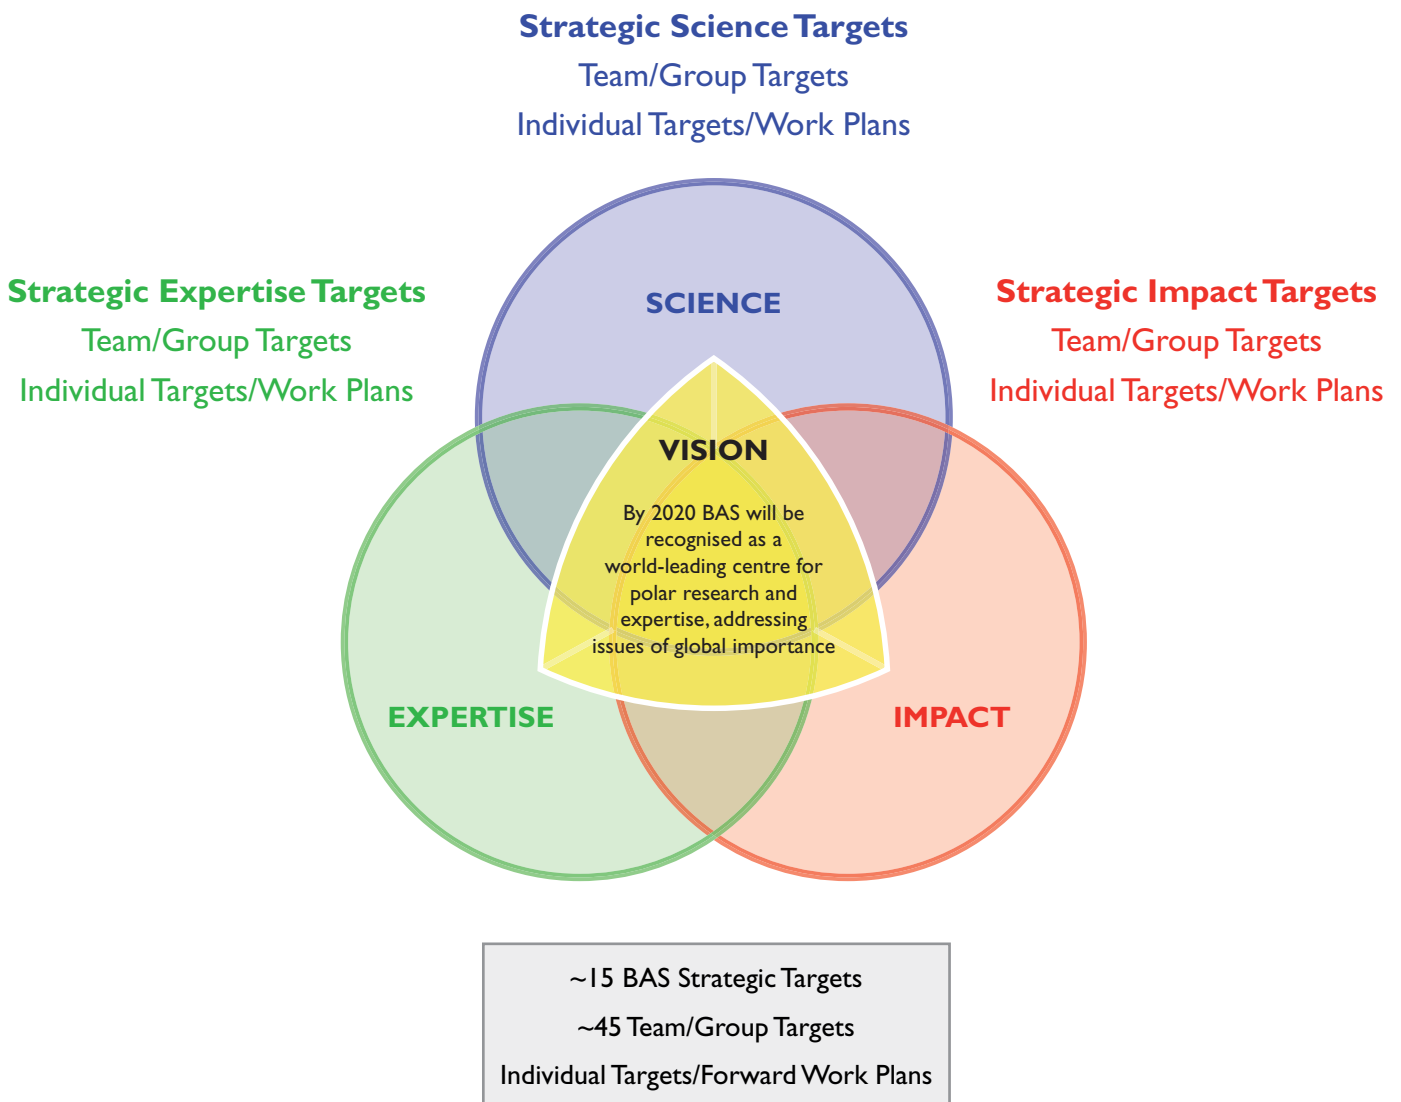 Strategic Science Targets
Team/Group Targets
Individual Targets/Work Plans
Strategic Expertise Targets
Team/Group Targets
Individual Targets/Work Plans
Strategic Impact Targets
Team/Group Targets
Individual Targets/Work Plans
SCIENCE
VISION
By 2020 BAS will be
recognised as a
world-leading centre for
polar research and
expertise, addressing
issues of global importance
EXPERTISE
IMPACT
~15 BAS Strategic Targets
~45 Team/Group Targets
Individual Targets/Forward Work Plans